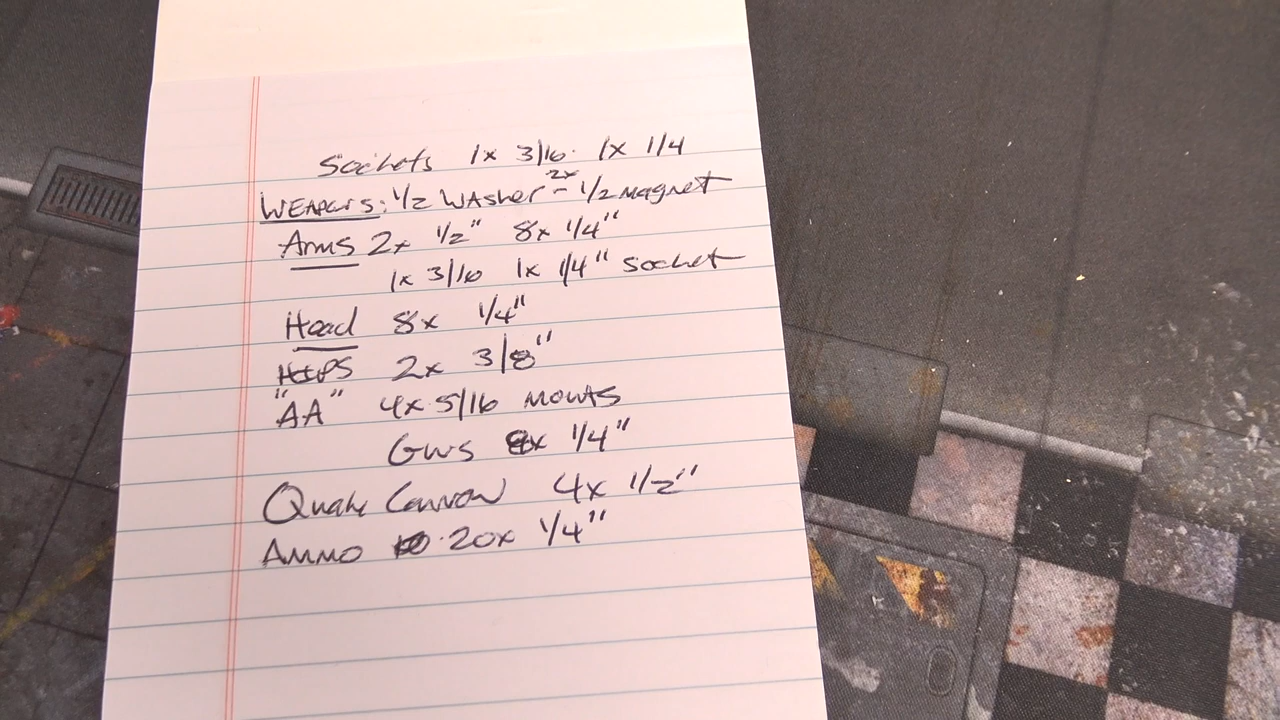 Sockets 1x 3/16 1x 1/4
WEAPONS: 1/2 WASHER - 2x 1/2 MAGNET
Arms 2x 1/2" 8x 1/4"
1x 3/16 1x 1/4" socket
Head 8x 1/4"
HIPS 2x 3/8"
"AA" 4x 5/16 MOUNTS
GUNS 8x 1/4"
Quake Cannon 4x 1/2"
AMMO 20x 1/4"